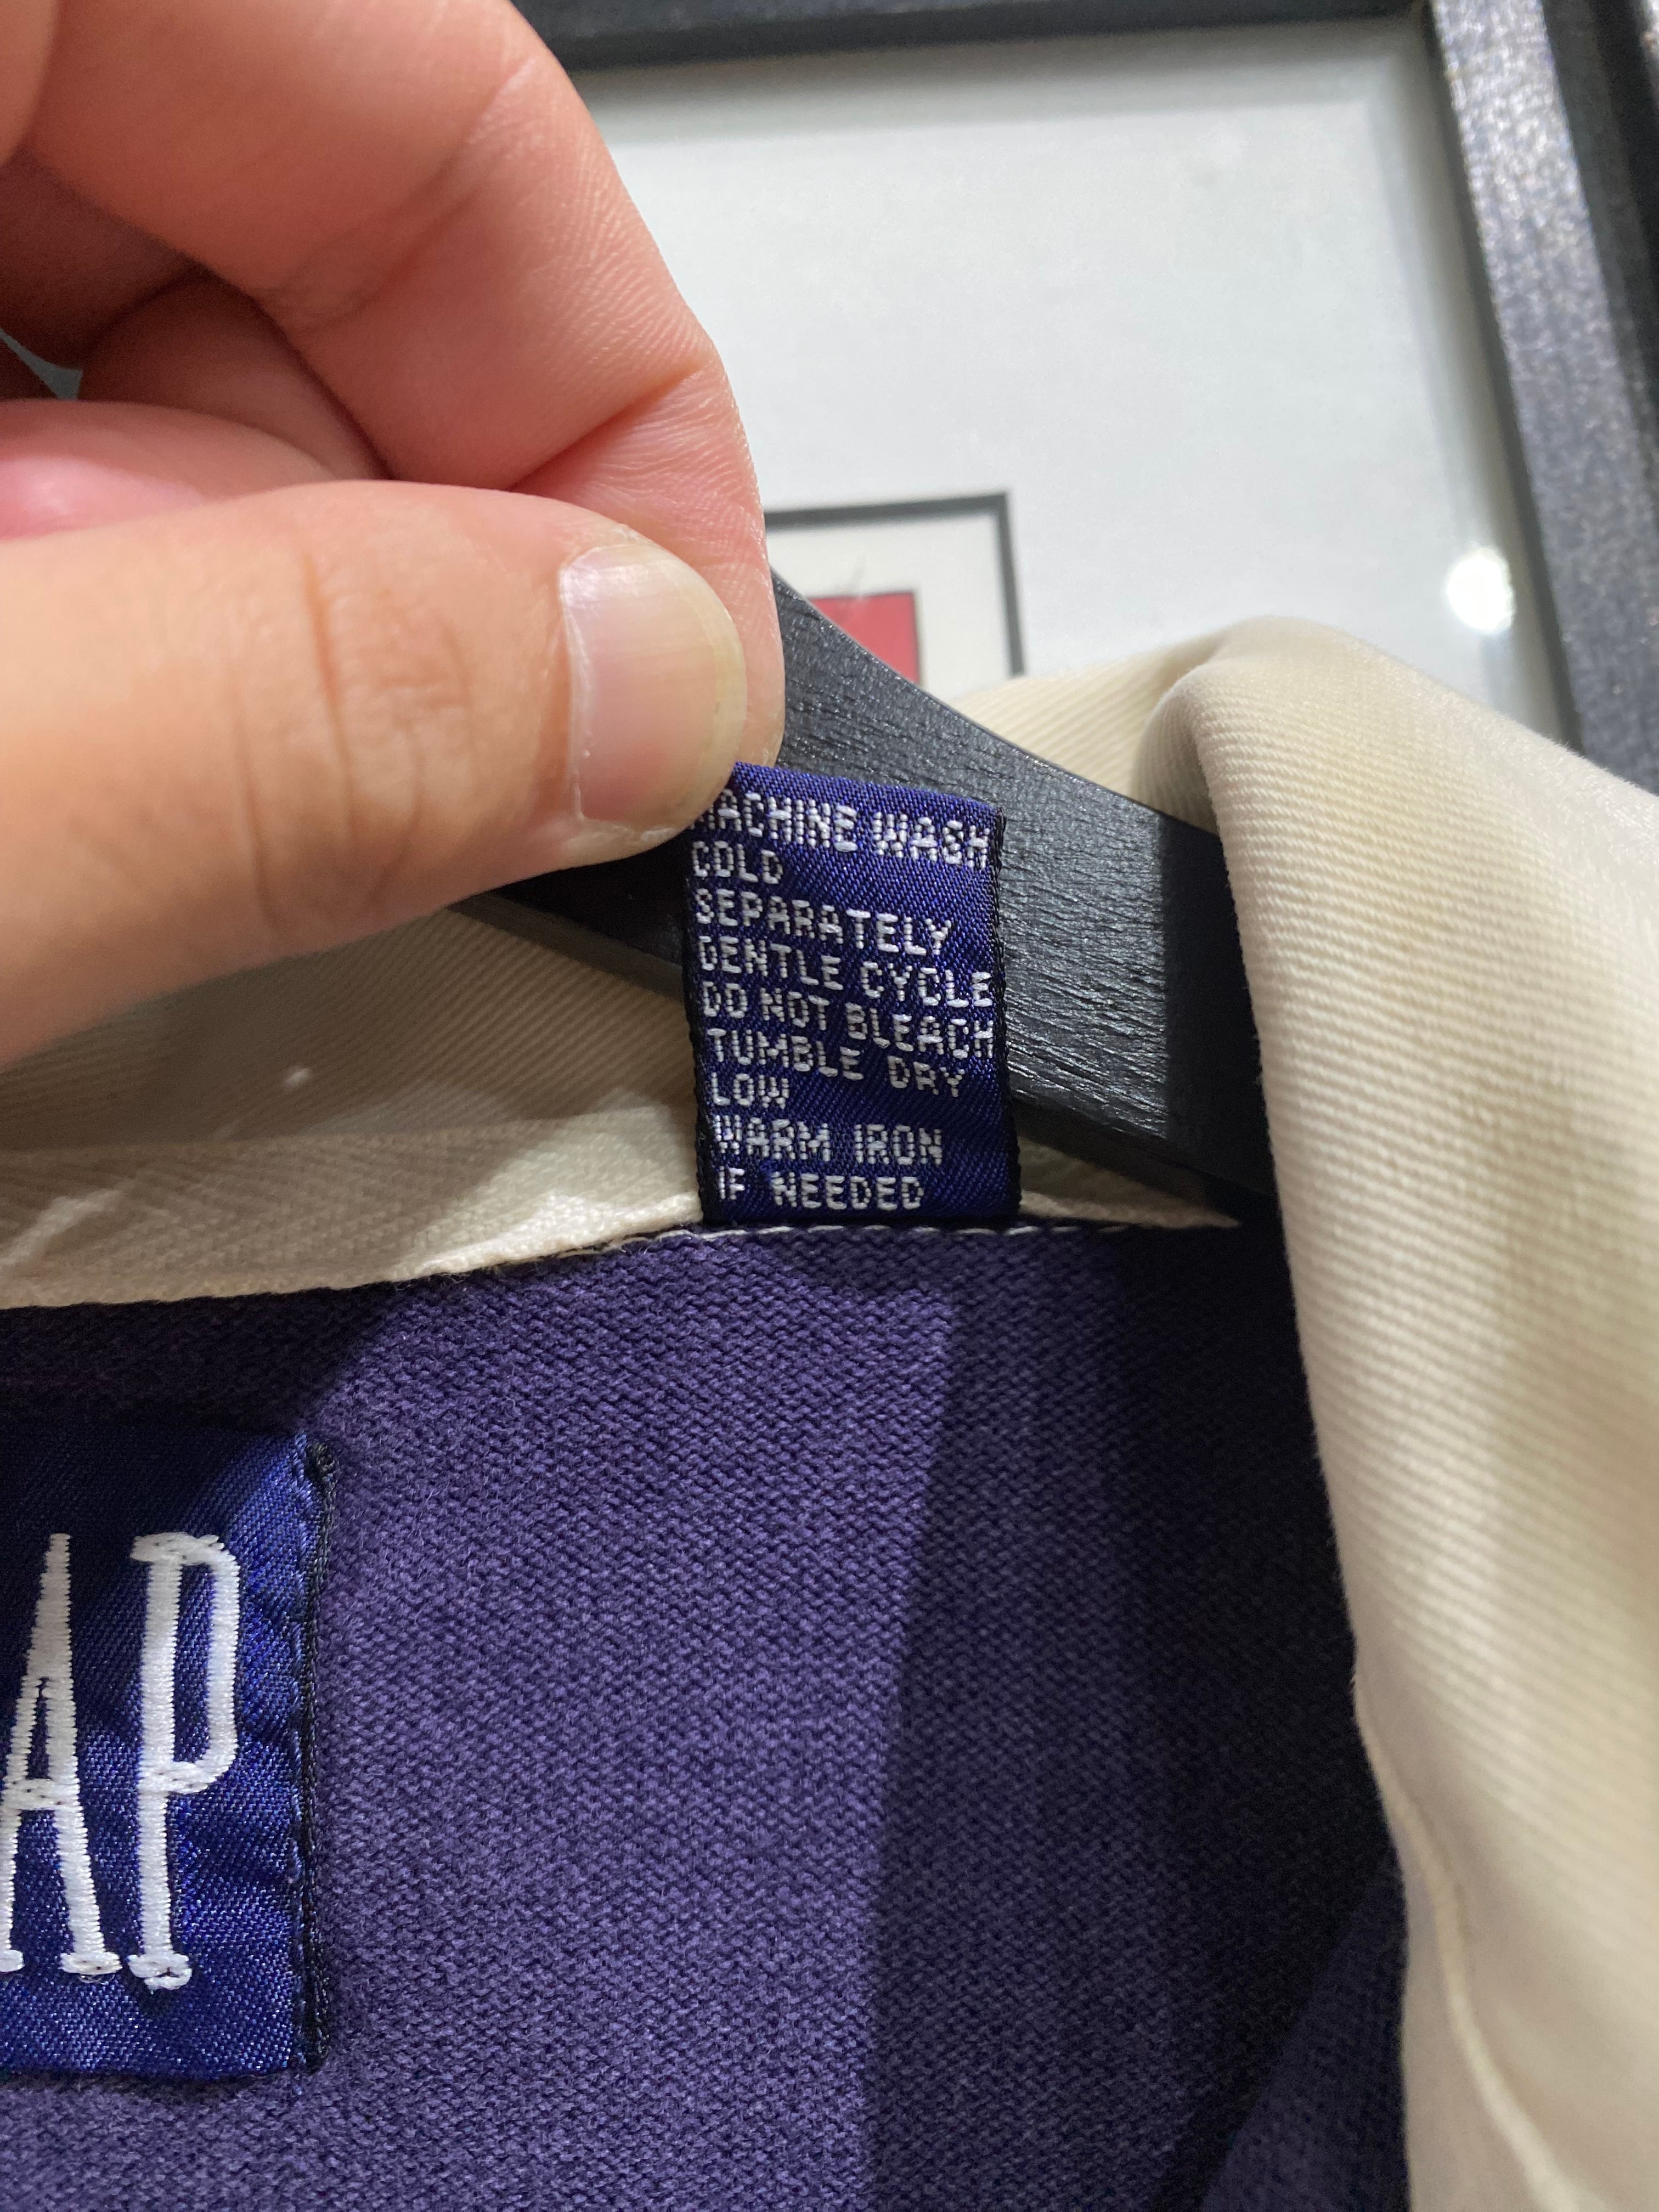 MACHINE WASH
COLD
SEPARATELY
GENTLE CYCLE
DO NOT BLEACH
TUMBLE DRY
LOW
WARM IRON
IF NEEDED
AP